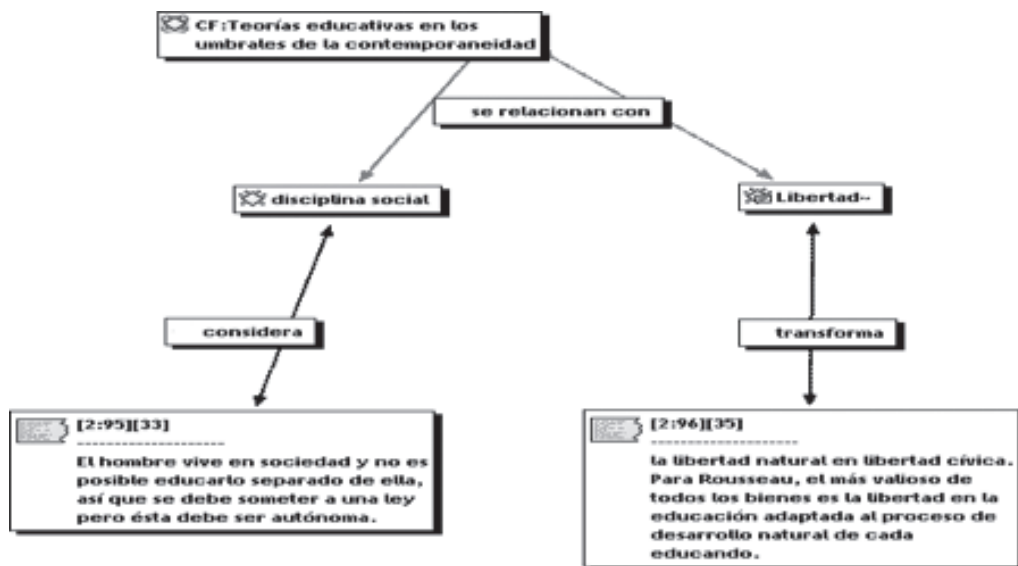 CF:Teorías educativas en los
umbrales de la contemporaneidad
se relacionan con
disciplina social
Libertad~
considera
transforma
[2:95][33]
--------------------
El hombre vive en sociedad y no es
posible educarlo separado de ella,
así que se debe someter a una ley
pero ésta debe ser autónoma.
[2:96][35]
--------------------
la libertad natural en libertad cívica.
Para Rousseau, el más valioso de
todos los bienes es la libertad en la
educación adaptada al proceso de
desarrollo natural de cada
educando.